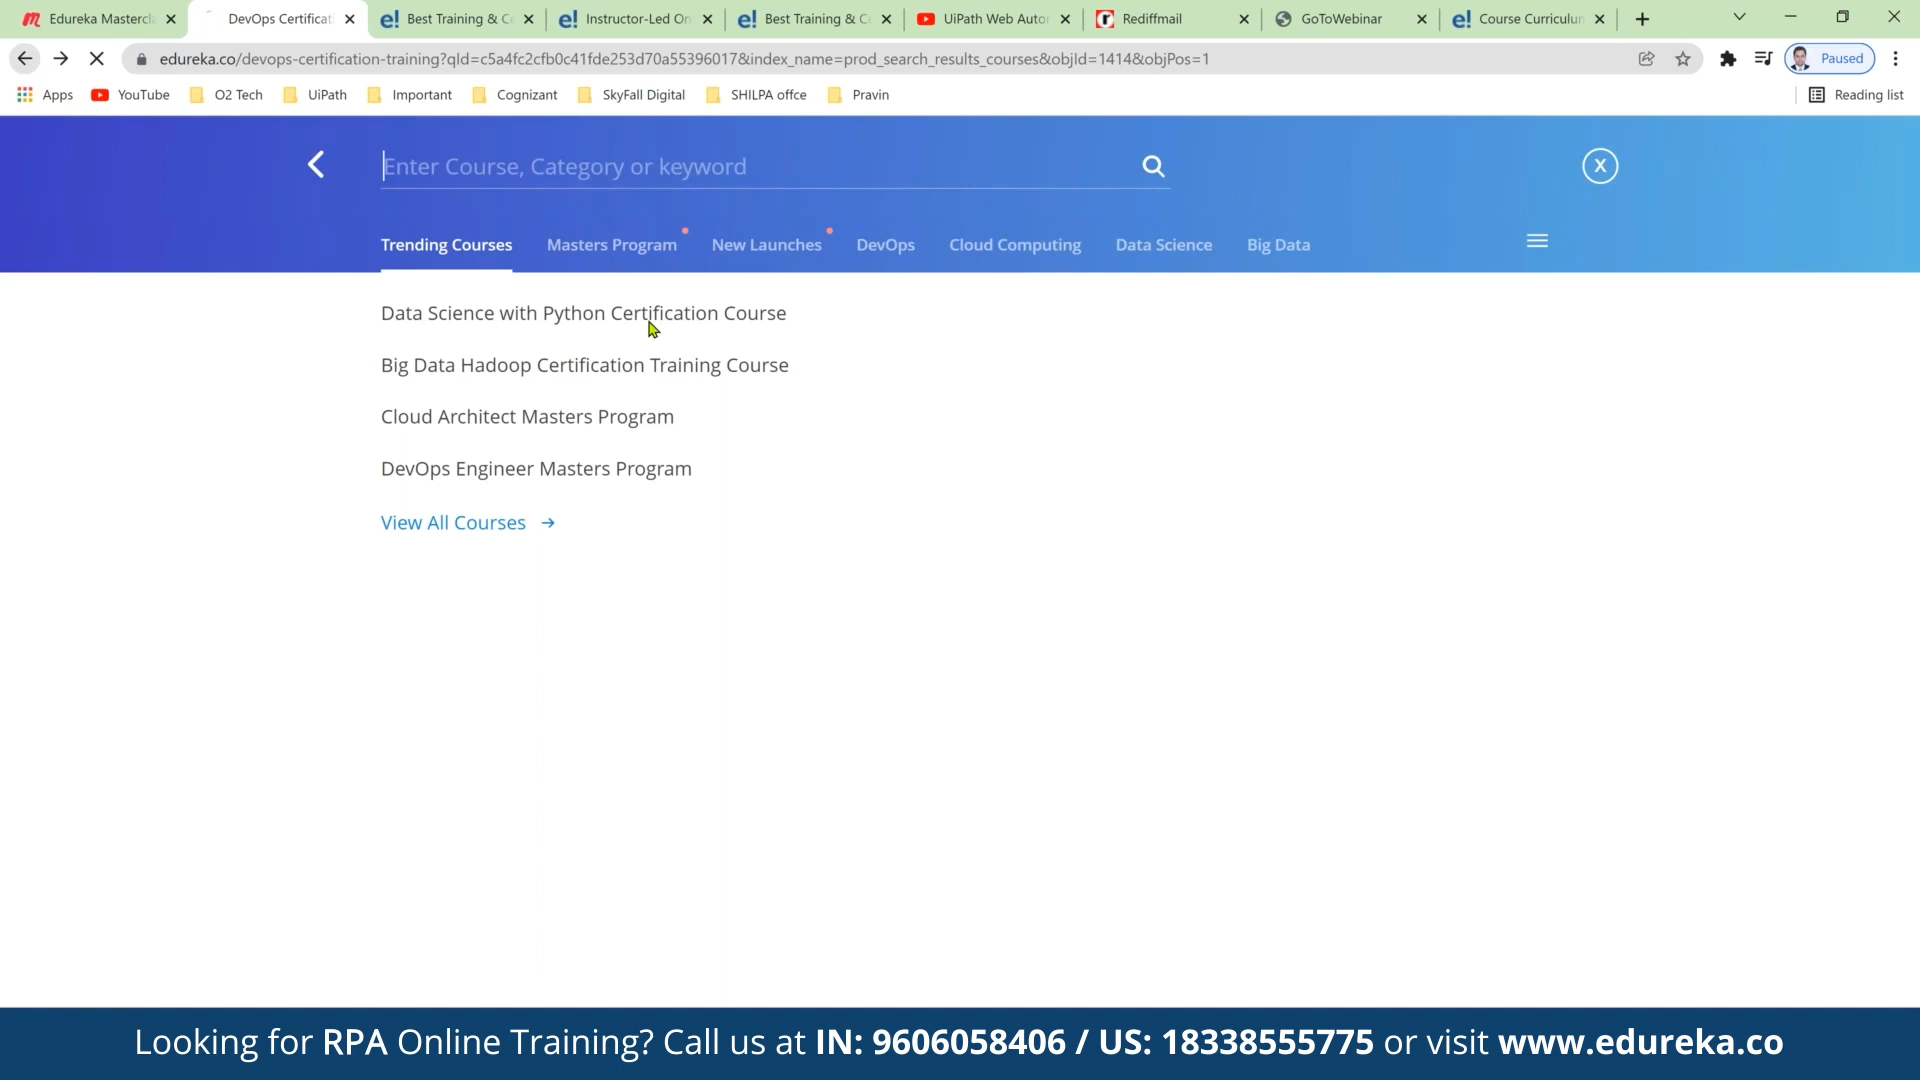 Edureka Mastercla
DevOps Certificat
Best Training & Ce
Instructor-Led On
Best Training & Ce
UiPath Web Autor
Rediffmail
GoToWebinar
Course Curriculun
edureka.co/devops-certification-training?qId=c5a4fc2cfb0c41fde253d70a55396017&index_name=prod_search_results_courses&objId=1414&objPos=1
Paused
Apps
YouTube
O2 Tech
UiPath
Important
Cognizant
SkyFall Digital
SHILPA offce
Pravin
Reading list
Enter Course, Category or keyword
X
Trending Courses
Masters Program
New Launches
DevOps
Cloud Computing
Data Science
Big Data
Data Science with Python Certification Course
Big Data Hadoop Certification Training Course
Cloud Architect Masters Program
DevOps Engineer Masters Program
View All Courses →
Looking for RPA Online Training? Call us at IN: 9606058406 / US: 18338555775 or visit www.edureka.co